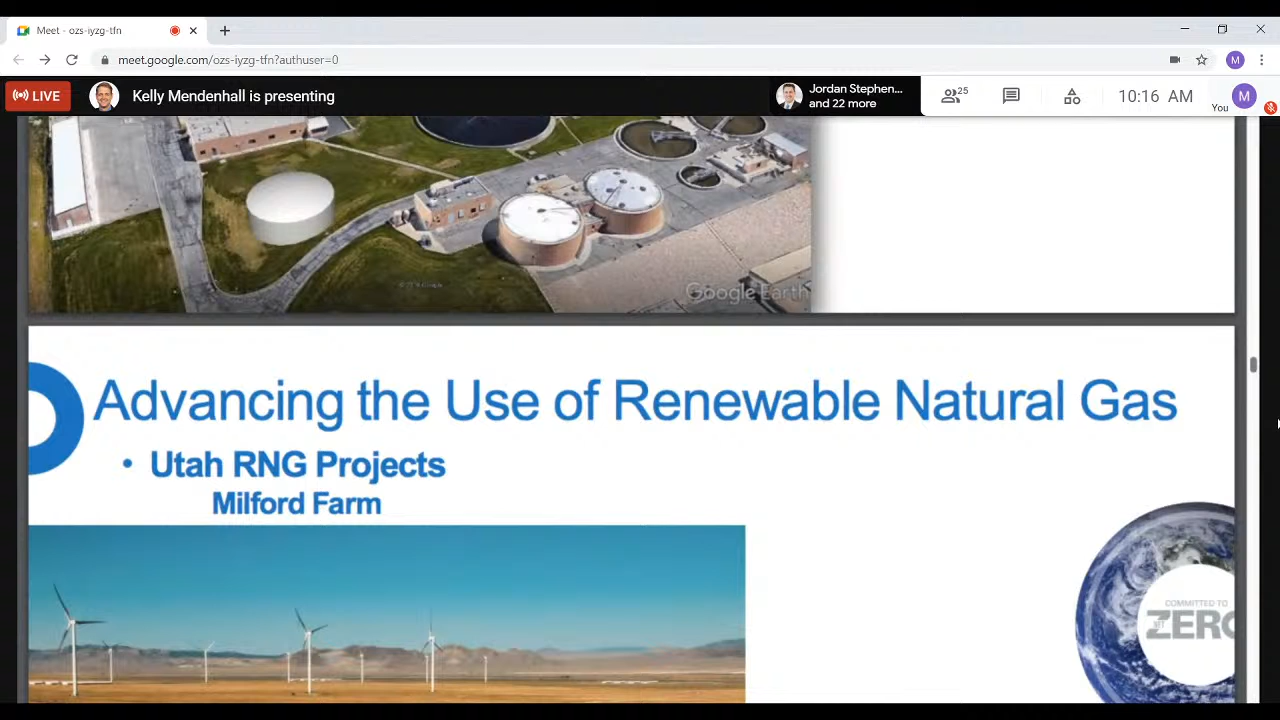 Meet - ozs-iyzg-tfn
meet.google.com/ozs-iyzg-tfn?authuser=0
M
LIVE
Kelly Mendenhall is presenting
Jordan Stephen...
and 22 more
25
10:16 AM
You
M
Google Earth
Advancing the Use of Renewable Natural Gas
• Utah RNG Projects
Milford Farm
COMMITTED TO
ZERO